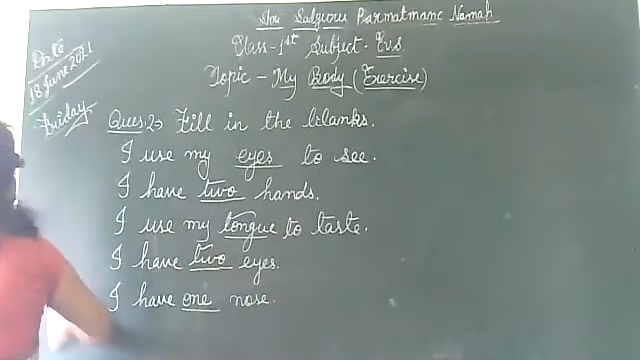 Shri Sadguru Parmatmane Namah
Class-1st Subject- Evs.
Topic - My Body (Exercise)
Date
18 June 2021
Friday
Ques. 2⇒ Fill in the blanks.
I use my eyes to see.
I have two hands.
I use my tongue to taste.
I have two eyes.
I have one nose.